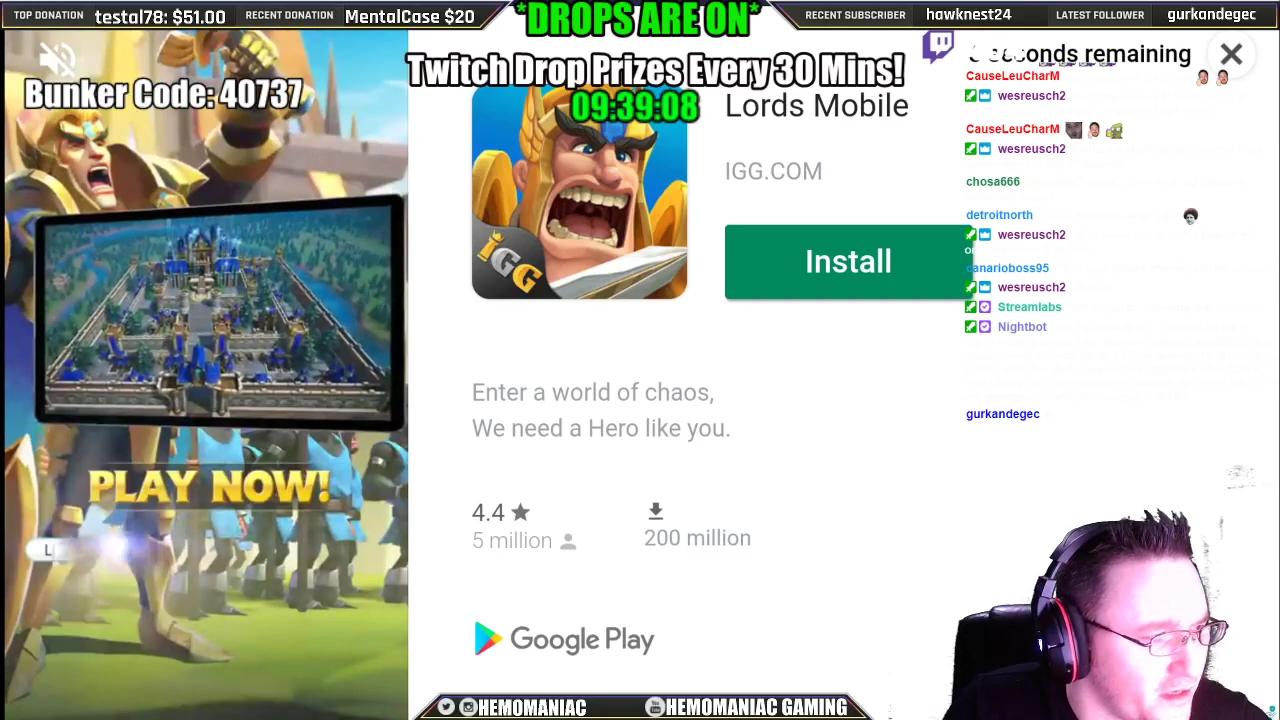 TOP DONATION testal78: $51.00 RECENT DONATION MentalCase $20
*DROPS ARE ON*
RECENT SUBSCRIBER hawknest24 LATEST FOLLOWER gurkandegec
Twitch Drop Prizes Every 30 Mins!
09:39:08
seconds remaining
Bunker Code: 40737
Lords Mobile
IGG.COM
Install
IGG
Enter a world of chaos,
We need a Hero like you.
4.4
5 million
200 million
Google Play
PLAY NOW!
CauseLeuCharM
wesreusch2
CauseLeuCharM
wesreusch2
chosa666
detroitnorth
wesreusch2
canarioboss95
wesreusch2
Streamlabs
Nightbot
gurkandegec
HEMOMANIAC
HEMOMANIAC GAMING